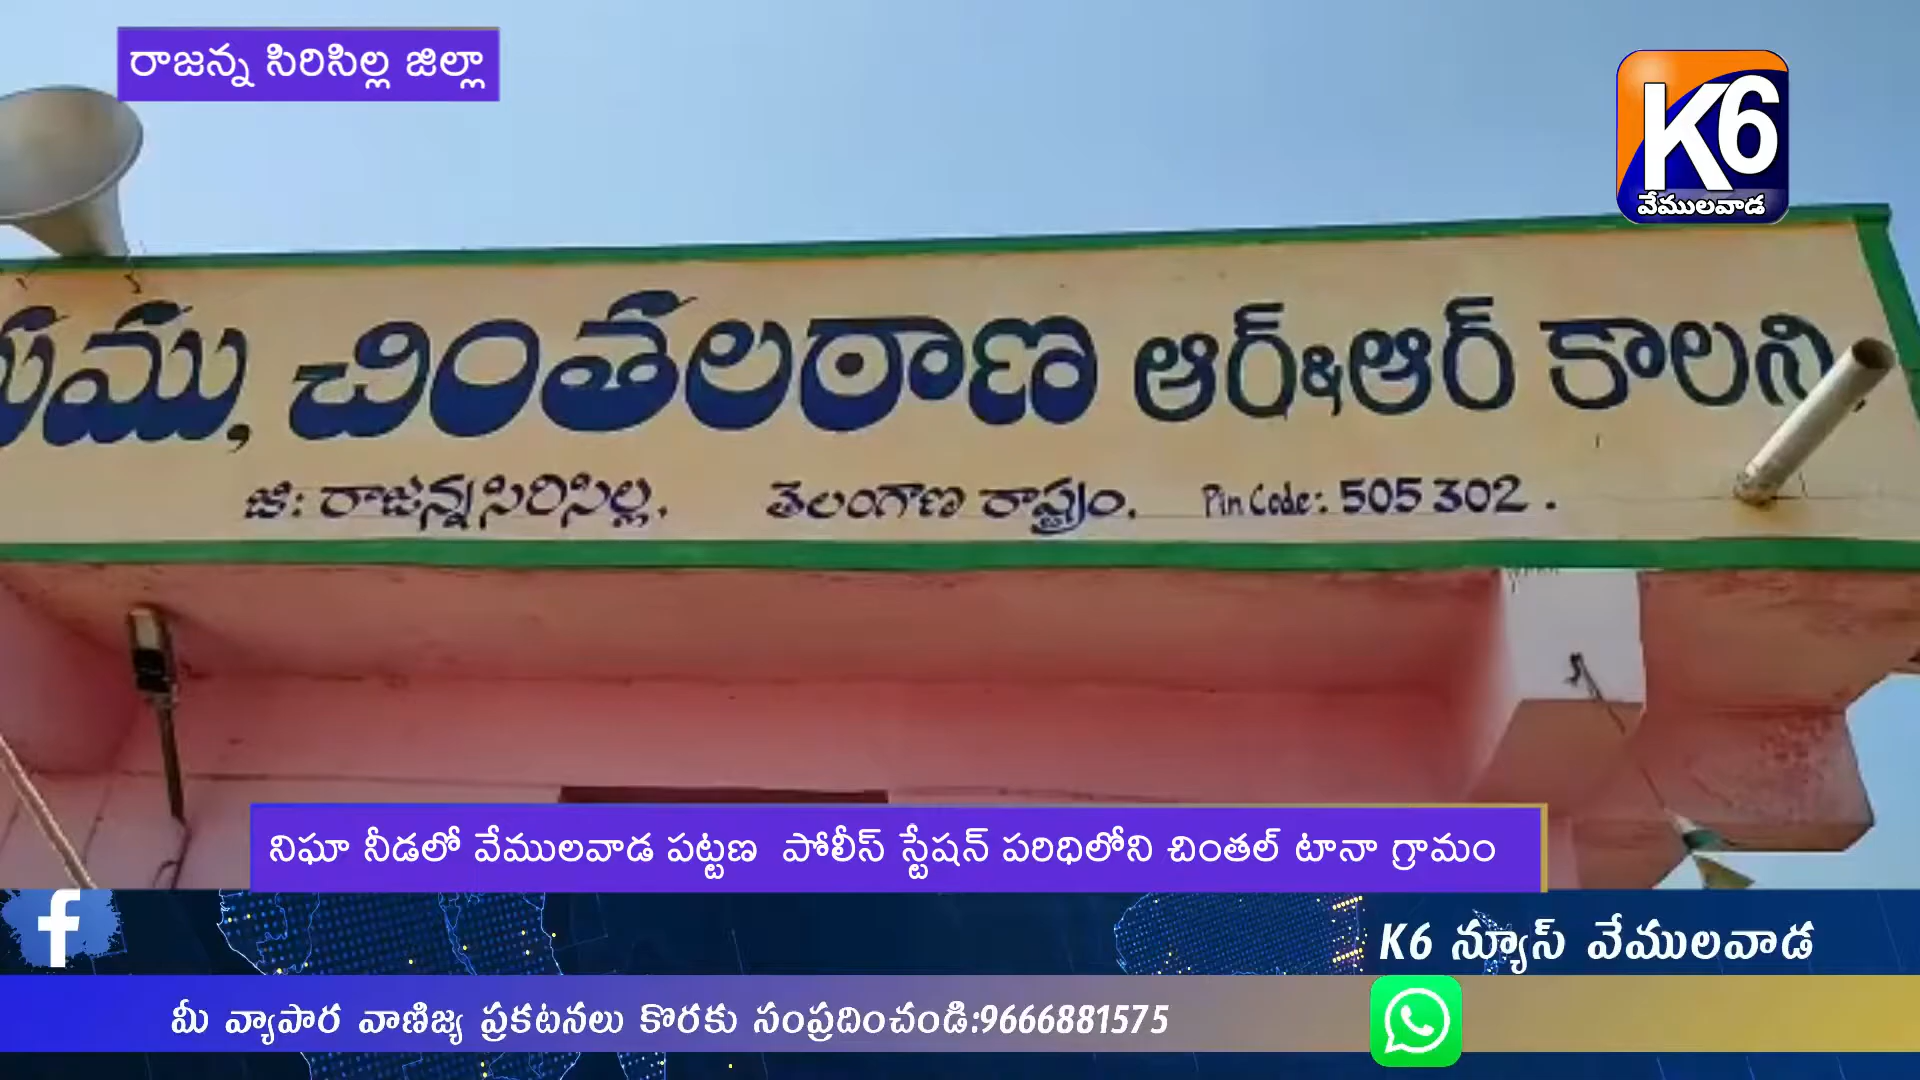 రాజన్న సిరిసిల్ల జిల్లా
K6
వేములవాడ
చింతలఠాణ ఆర్&ఆర్ కాలని,
జి: రాజన్న సిరిసిల్ల, తెలంగాణ రాష్ట్రం. Pin Code: 505 302.
నిఘా నీడలో వేములవాడ పట్టణ పోలీస్ స్టేషన్ పరిధిలోని చింతల్ టానా గ్రామం
K6 న్యూస్ వేములవాడ
మీ వ్యాపార వాణిజ్య ప్రకటనలు కొరకు సంప్రదించండి:9666881575